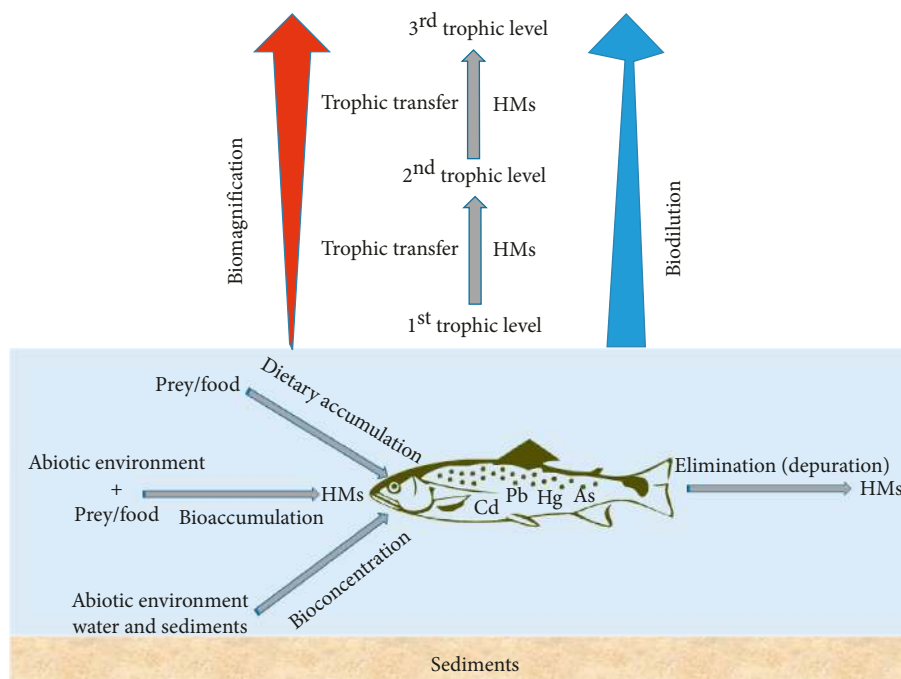 3rd trophic level
Trophic transfer HMs
2nd trophic level
Trophic transfer HMs
1st trophic level
Biomagnification
Biodilution
Prey/food
Dietary accumulation
Abiotic environment
+
Prey/food
Bioaccumulation
HMs
Abiotic environment
water and sediments
Bioconcentration
Cd
Pb
Hg
As
Elimination (depuration)
HMs
Sediments